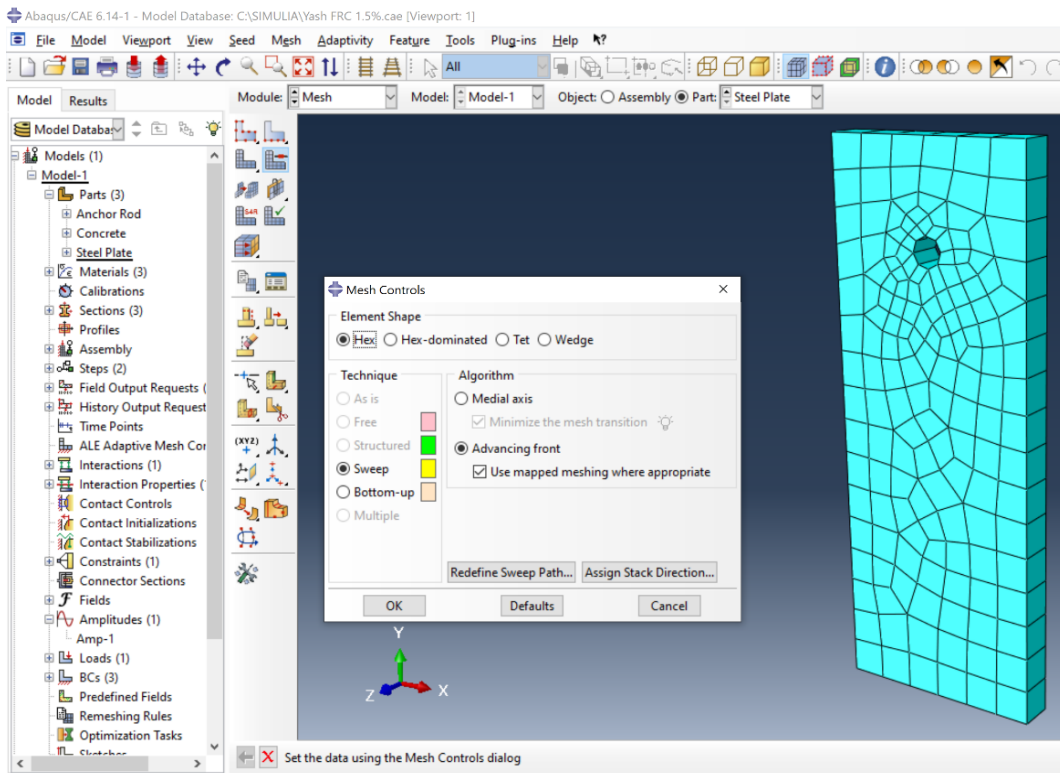 Abaqus/CAE 6.14-1 - Model Database: C:\SIMULIA\Yash FRC 1.5%.cae [Viewport: 1]
File Model Viewport View Seed Mesh Adaptivity Feature Tools Plug-ins Help
All
Model Results
Module: Mesh Model: Model-1 Object: Assembly Part: Steel Plate
Model Databa:
Models (1)
Model-1
Parts (3)
Anchor Rod
Concrete
Steel Plate
Materials (3)
Calibrations
Sections (3)
Profiles
Assembly
Steps (2)
Field Output Requests (
History Output Request
Time Points
ALE Adaptive Mesh Cor
Interactions (1)
Interaction Properties (
Contact Controls
Contact Initializations
Contact Stabilizations
Constraints (1)
Connector Sections
Fields
Amplitudes (1)
Amp-1
Loads (1)
BCs (3)
Predefined Fields
Remeshing Rules
Optimization Tasks
Sketches
S4R
(XYZ)
Mesh Controls
Element Shape
Hex Hex-dominated Tet Wedge
Technique
As is
Free
Structured
Sweep
Bottom-up
Multiple
Algorithm
Medial axis
Minimize the mesh transition
Advancing front
Use mapped meshing where appropriate
Redefine Sweep Path... Assign Stack Direction...
OK Defaults Cancel
Y
Z X
Set the data using the Mesh Controls dialog